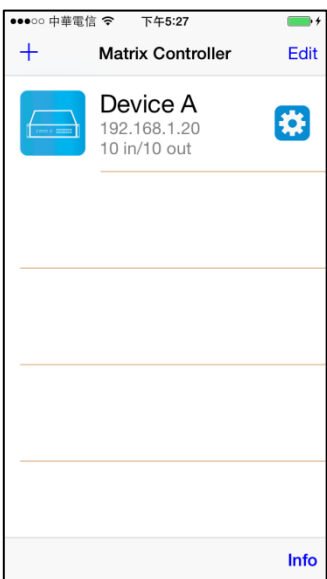 中華電信 下午5:27
+ Matrix Controller Edit
Device A
192.168.1.20
10 in/10 out
Info